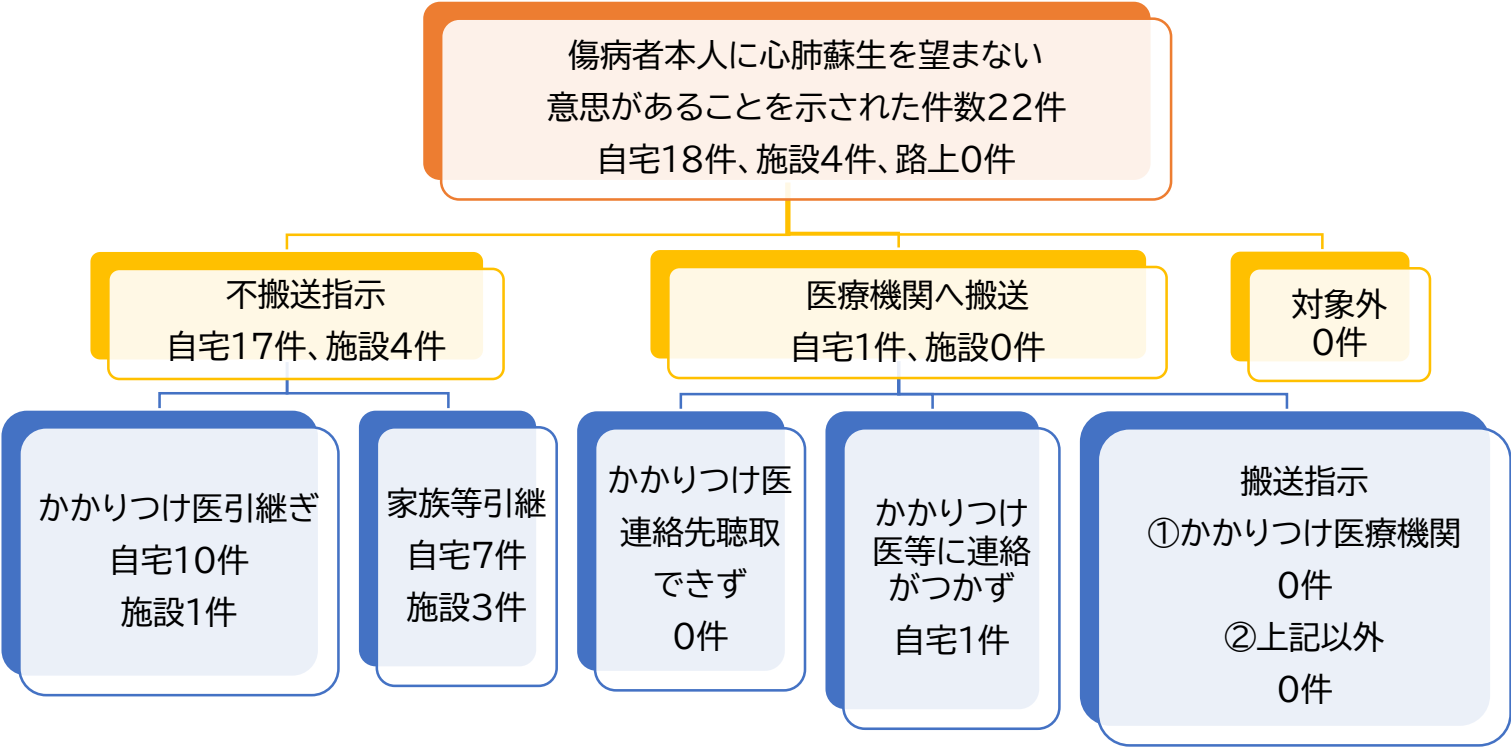 傷病者本人に心肺蘇生を望まない
意思があることを示された件数22件
自宅18件、施設4件、路上0件
不搬送指示
自宅17件、施設4件
医療機関へ搬送
自宅1件、施設0件
対象外
0件
かかりつけ医引継ぎ
自宅10件
施設1件
家族等引継
自宅7件
施設3件
かかりつけ医
連絡先聴取
できず
0件
かかりつけ
医等に連絡
がつかず
自宅1件
搬送指示
①かかりつけ医療機関
0件
②上記以外
0件